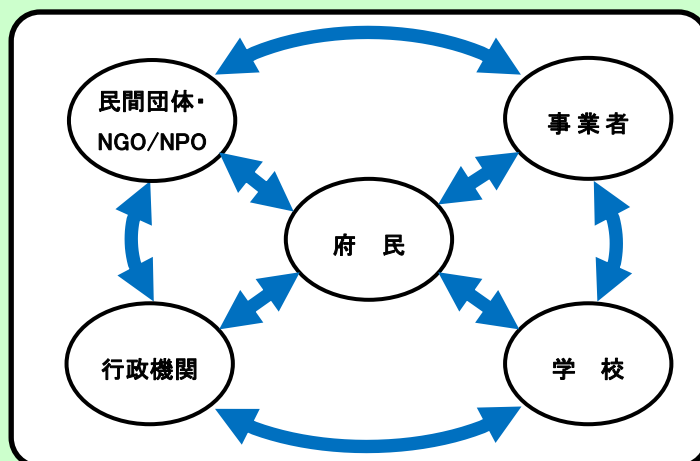 民間団体・
NGO/NPO
事業者
府　民
行政機関
学　校